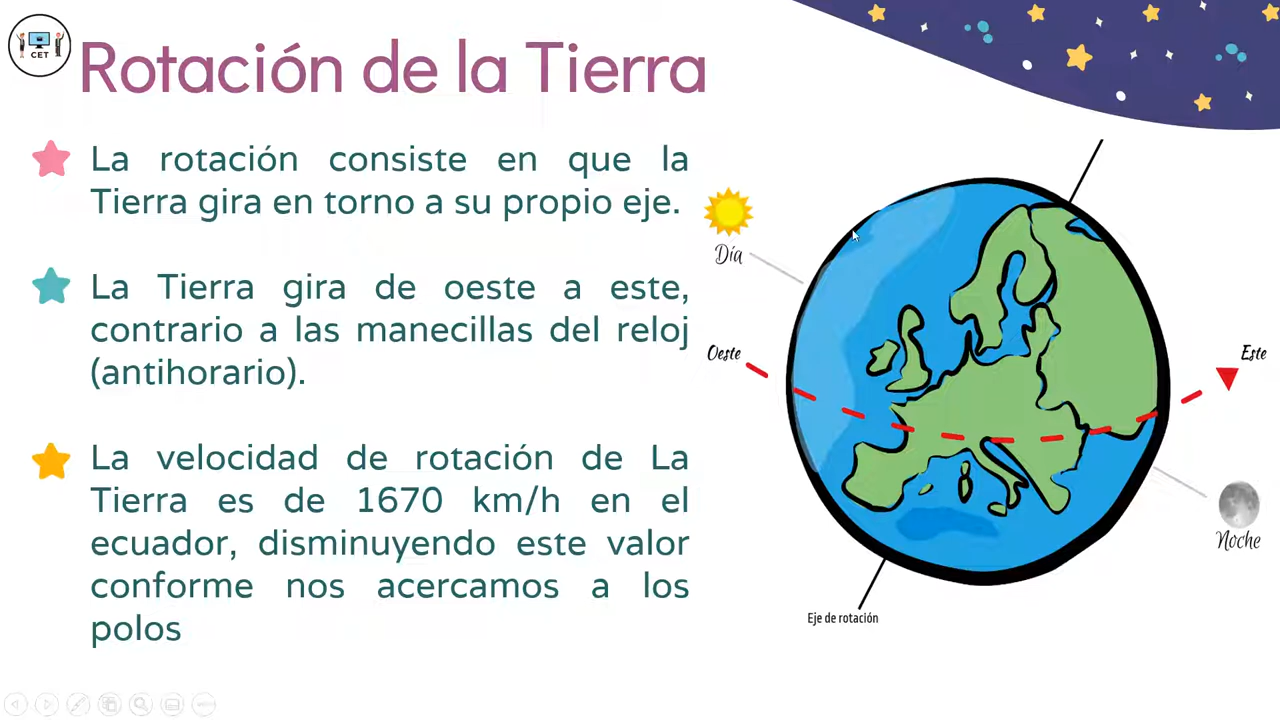 CET
Rotación de la Tierra
La rotación consiste en que la
Tierra gira en torno a su propio eje.
La Tierra gira de oeste a este,
contrario a las manecillas del reloj
(antihorario).
La velocidad de rotación de La
Tierra es de 1670 km/h en el
ecuador, disminuyendo este valor
conforme nos acercamos a los
polos
Día
Oeste
Este
Noche
Eje de rotación